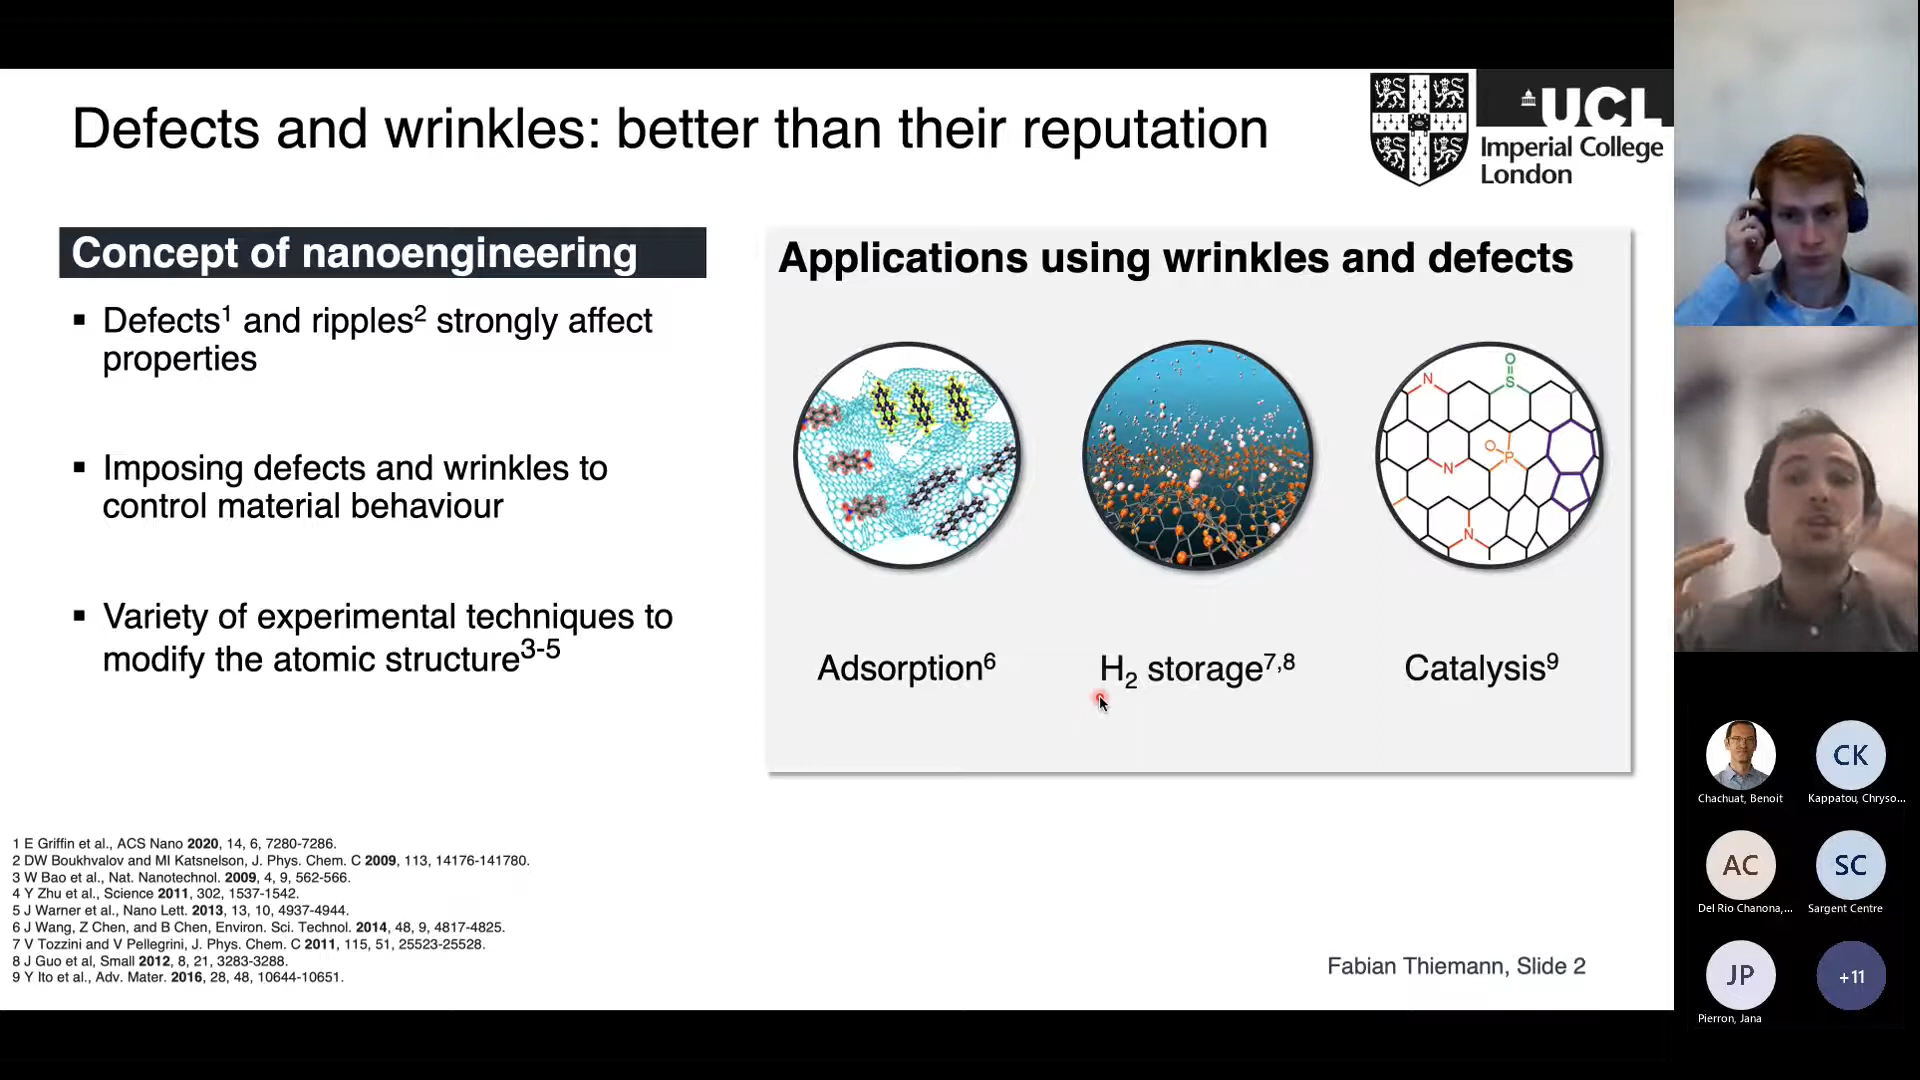 Defects and wrinkles: better than their reputation
UCL
Imperial College
London
Concept of nanoengineering
▪ Defects¹ and ripples² strongly affect
properties
▪ Imposing defects and wrinkles to
control material behaviour
▪ Variety of experimental techniques to
modify the atomic structure³⁻⁵
Applications using wrinkles and defects
N
O
S
O
P
N
N
Adsorption⁶
H₂ storage⁷,⁸
Catalysis⁹
1 E Griffin et al., ACS Nano 2020, 14, 6, 7280-7286.
2 DW Boukhvalov and MI Katsnelson, J. Phys. Chem. C 2009, 113, 14176-141780.
3 W Bao et al., Nat. Nanotechnol. 2009, 4, 9, 562-566.
4 Y Zhu et al., Science 2011, 302, 1537-1542.
5 J Warner et al., Nano Lett. 2013, 13, 10, 4937-4944.
6 J Wang, Z Chen, and B Chen, Environ. Sci. Technol. 2014, 48, 9, 4817-4825.
7 V Tozzini and V Pellegrini, J. Phys. Chem. C 2011, 115, 51, 25523-25528.
8 J Guo et al, Small 2012, 8, 21, 3283-3288.
9 Y Ito et al., Adv. Mater. 2016, 28, 48, 10644-10651.
Fabian Thiemann, Slide 2
Chachuat, Benoit
CK
Kappatou, Chryso...
AC
Del Rio Chanona,...
SC
Sargent Centre
JP
Pierron, Jana
+11